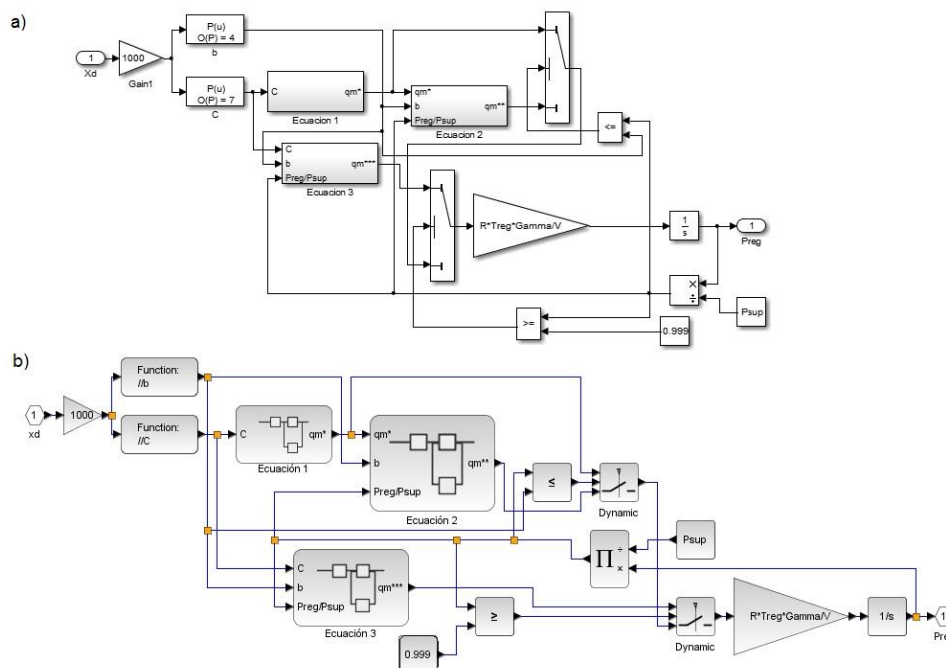 a)
1
Xd
1000
Gain1
P(u)
O(P) = 4
b
P(u)
O(P) = 7
C
C qm*
Ecuacion 1
qm*
b qm**
Preg/Psup
Ecuacion 2
<=
C
b qm***
Preg/Psup
Ecuacion 3
R*Treg*Gamma/V
1
s
1
Preg
×
÷
Psup
>=
0.999
b)
1
xd
1000
Function:
//b
Function:
//C
C qm*
Ecuación 1
qm*
b qm**
Preg/Psup
Ecuación 2
≤
Dynamic
Psup
÷
∏
×
C
b qm***
Preg/Psup
Ecuación 3
0.999
≥
Dynamic
R*Treg*Gamma/V
1/s
1